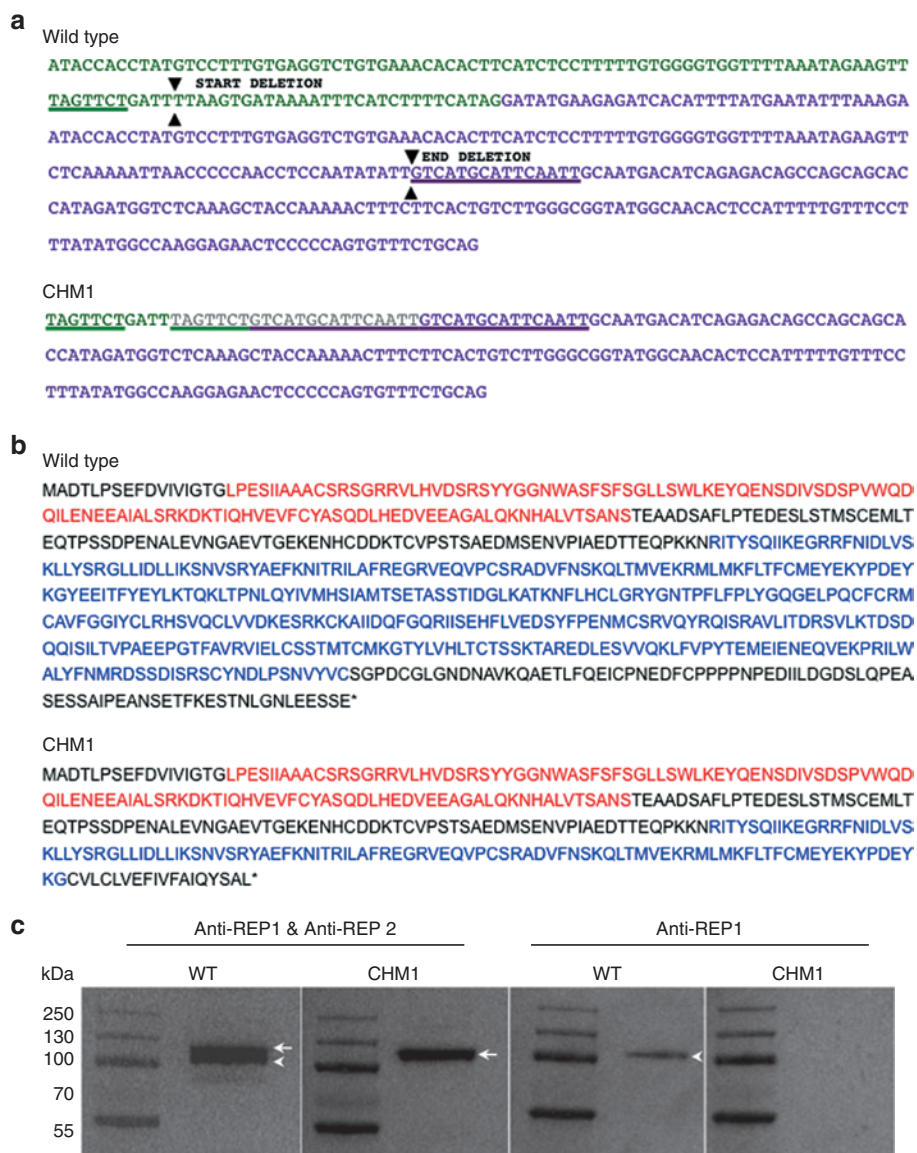 a
Wild type
ATACCACCTATGTCCTTTGTGAGGTCTGTGAAACACACTTCATCTCCTTTTTGTGGGGTGGTTTTAAATAGAAGTT
START DELETION
TAGTTCTGATTTTAAGTGATAAAATTTCATCTTTTCATAGGATATGAAGAGATCACATTTTATGAATATTTAAAGA
ATACCACCTATGTCCTTTGTGAGGTCTGTGAAACACACTTCATCTCCTTTTTGTGGGGTGGTTTTAAATAGAAGTT
END DELETION
CTCAAAAATTAACCCCCAACCTCCAATATATTGTCATGCATTCAATTGCAATGACATCAGAGACAGCCAGCAGCAC
CATAGATGGTCTCAAAGCTACCAAAAACTTTCTTCACTGTCTTGGGCGGTATGGCAACACTCCATTTTTGTTTCCT
TTATATGGCCAAGGAGAACTCCCCCAGTGTTTCTGCAG
CHM1
TAGTTCTGATTTAGTTCTGTCATGCATTCAATTGTCATGCATTCAATTGCAATGACATCAGAGACAGCCAGCAGCA
CCATAGATGGTCTCAAAGCTACCAAAAACTTTCTTCACTGTCTTGGGCGGTATGGCAACACTCCATTTTTGTTTCC
TTTATATGGCCAAGGAGAACTCCCCCAGTGTTTCTGCAG
b
Wild type
MADTLPSEFDVIVIGTGLPESIIAAACSRSGRRVLHVDSRSYYGGNWASFSFSGLLSWLKEYQENSDIVSDSPVWQD
QILENEEAIALSRKDKTIQHVEVFCYASQDLHEDVEEAGALQKNHALVTSANSTEAADSAFLPTEDESLSTMSCEMLT
EQTPSSDPENALEVNGAEVTGEKENHCDDKTCVPSTSAEDMSENVPIAEDTTEQPKKNRITYSQIIKEGRRFNIDLVS
KLLYSRGLLIDLLIKSNVSRYAEFKNITRILAFREGRVEQVPCSRADVFNSKQLTMVEKRMLMKFLTFCMEYEKYPDEY
KGYEEITFYEYLKTQKLTPNLQYIVMHSIAMTSETASSTIDGLKATKNFLHCLGRYGNTPFLFPLYGQGELPQCFCRM
CAVFGGIYCLRHSVQCLVVDKESRKCKAIIDQFGQRIISEHFLVEDSYFPENMCSRVQYRQISRAVLITDRSVLKTDSD
QQISILTVPAEEPGTFAVRVIELCSSTMTCMKGTYLVHLTCTSSKTAREDLESVVQKLFVPYTEMEIENEQVEKPRILW
ALYFNMRDSSDISRSCYNDLPSNVYVCSGPDCGLGNDNAVKQAETLFQEICPNEDFCPPPPNPEDIILDGDSLQPEA
SESSAIPEANSETFKESTNLGNLEESSE*
CHM1
MADTLPSEFDVIVIGTGLPESIIAAACSRSGRRVLHVDSRSYYGGNWASFSFSGLLSWLKEYQENSDIVSDSPVWQD
QILENEEAIALSRKDKTIQHVEVFCYASQDLHEDVEEAGALQKNHALVTSANSTEAADSAFLPTEDESLSTMSCEMLT
EQTPSSDPENALEVNGAEVTGEKENHCDDKTCVPSTSAEDMSENVPIAEDTTEQPKKNRITYSQIIKEGRRFNIDLVS
KLLYSRGLLIDLLIKSNVSRYAEFKNITRILAFREGRVEQVPCSRADVFNSKQLTMVEKRMLMKFLTFCMEYEKYPDEY
KGCVLCLVEFIVFAIQYSAL*
c
Anti-REP1 & Anti-REP 2 Anti-REP1
kDa WT CHM1 WT CHM1
250
130
100
70
55